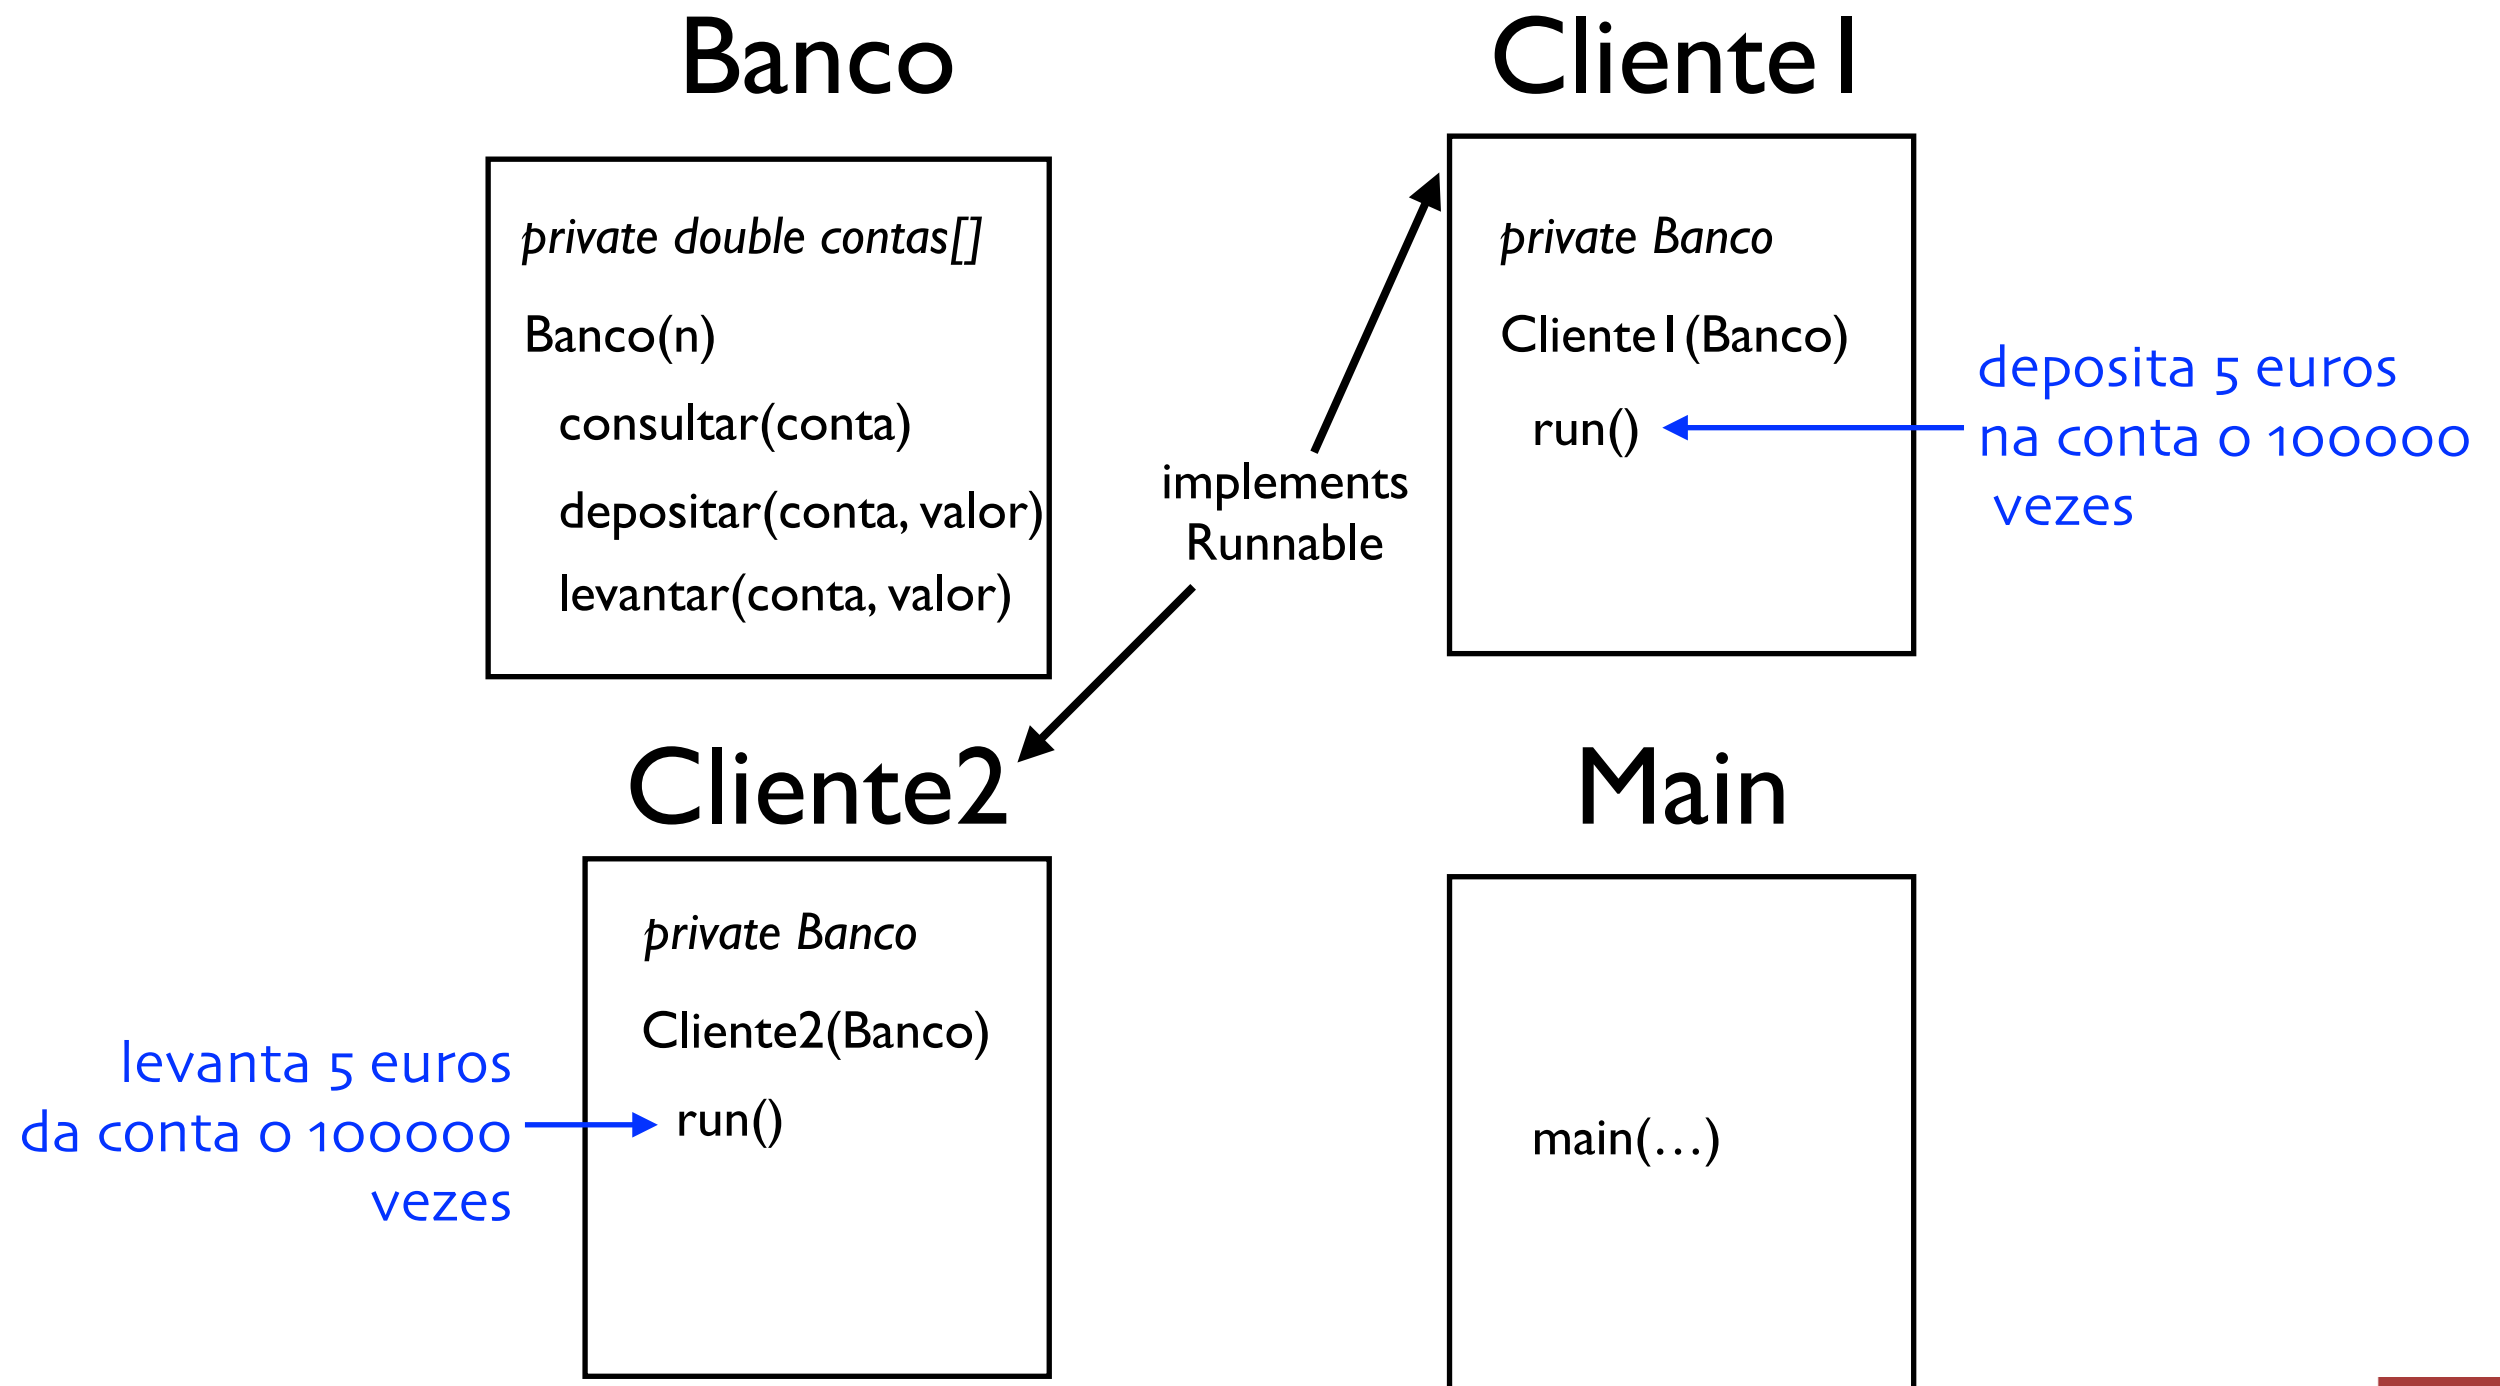 Banco
private double contas[]
Banco(n)
consultar(conta)
depositar(conta, valor)
levantar(conta, valor)
implements
Runnable
Cliente1
private Banco
Cliente1(Banco)
run()
deposita 5 euros
na conta 0 100000
vezes
Cliente2
private Banco
Cliente2(Banco)
run()
levanta 5 euros
da conta 0 100000
vezes
Main
main(...)